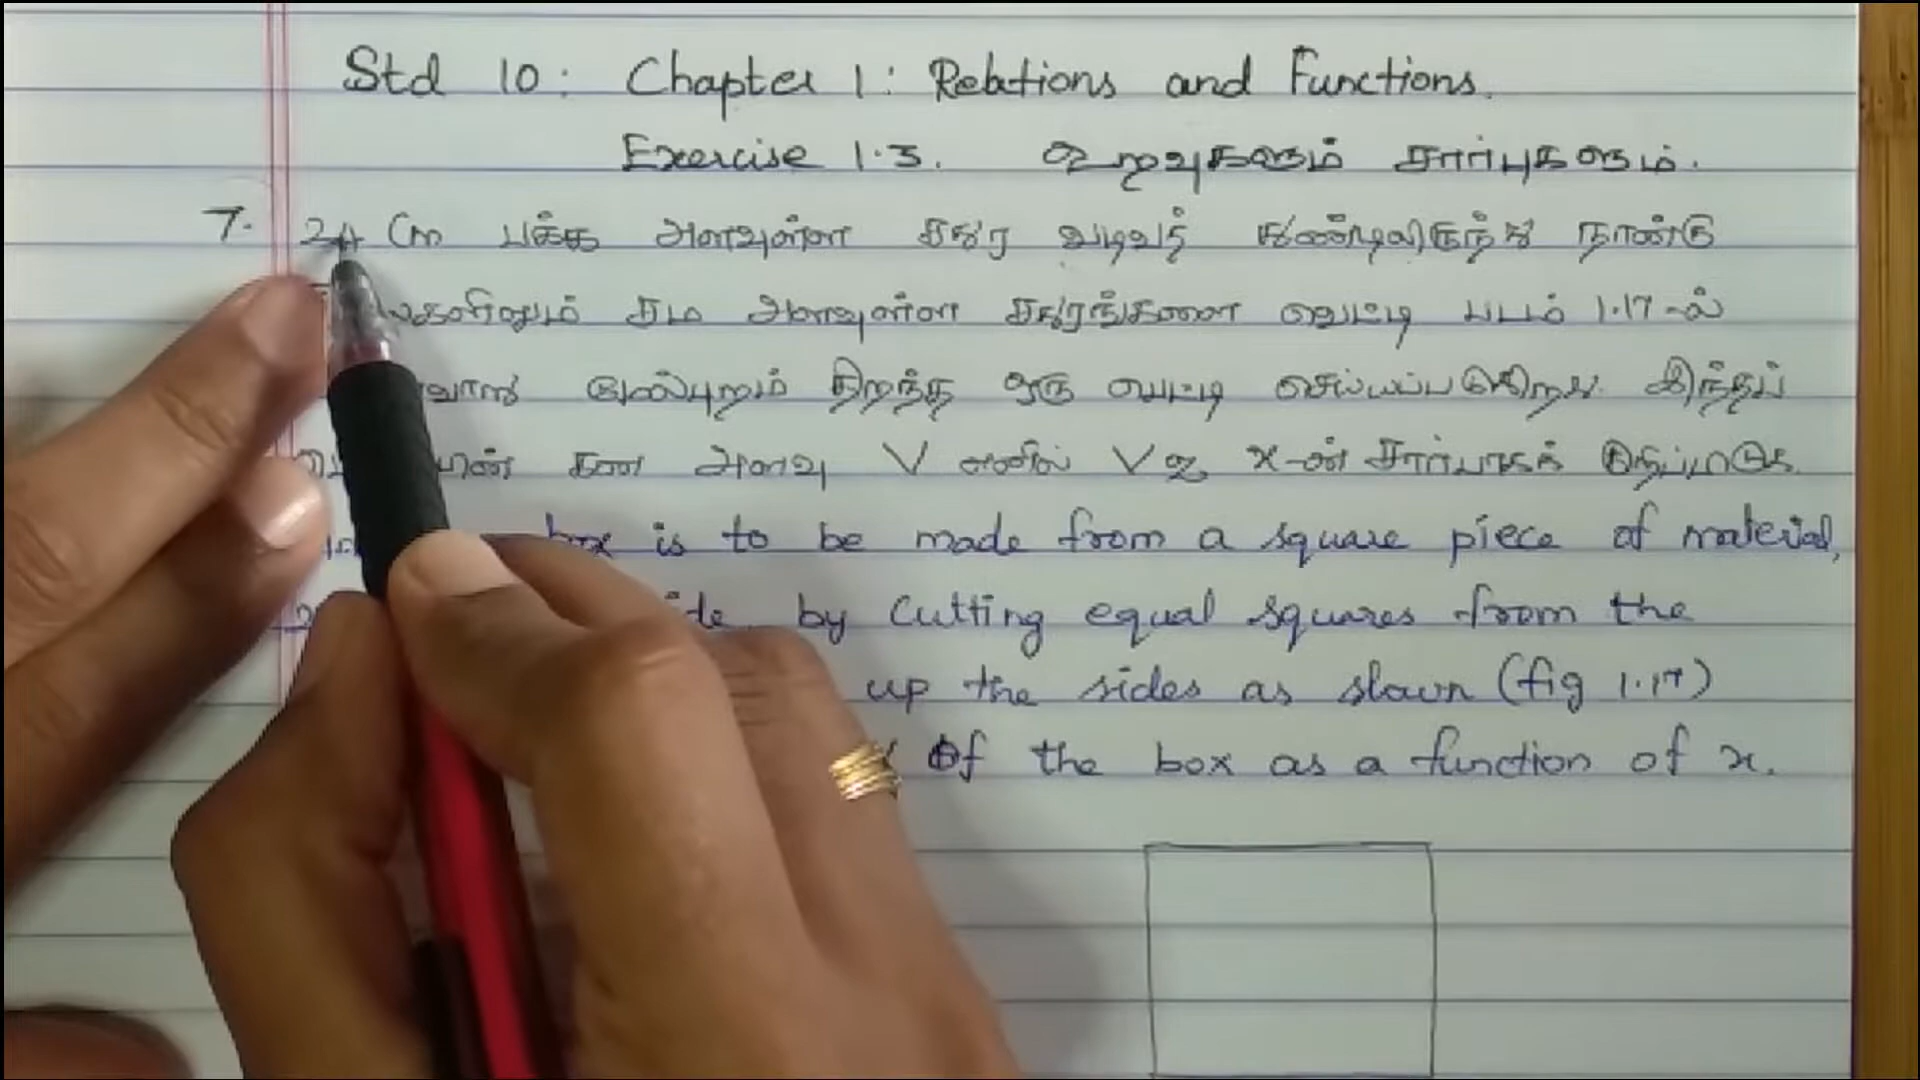 Std 10: Chapter 1: Relations and Functions.
Exercise 1.3. உறவுகளும் சார்புகளும்.
7. 24 Cm பக்க அளவுள்ள சதுர வடிவத் துண்டிலிருந்து நான்கு
களிலும் சம அளவுள்ள சதுரங்களை வெட்டி படம் 1.17-ல்
வாறு மேல்புறம் திறந்த ஒரு பெட்டி செய்யப்படுகிறது. இந்தப்
யின் கன அளவு V எனில் V ஐ x-ன் சார்பாகக்
box is to be made from a square piece of material,
ide by Cutting equal squares from the
up the sides as slown (fig 1.17)
of the box as a function of x.